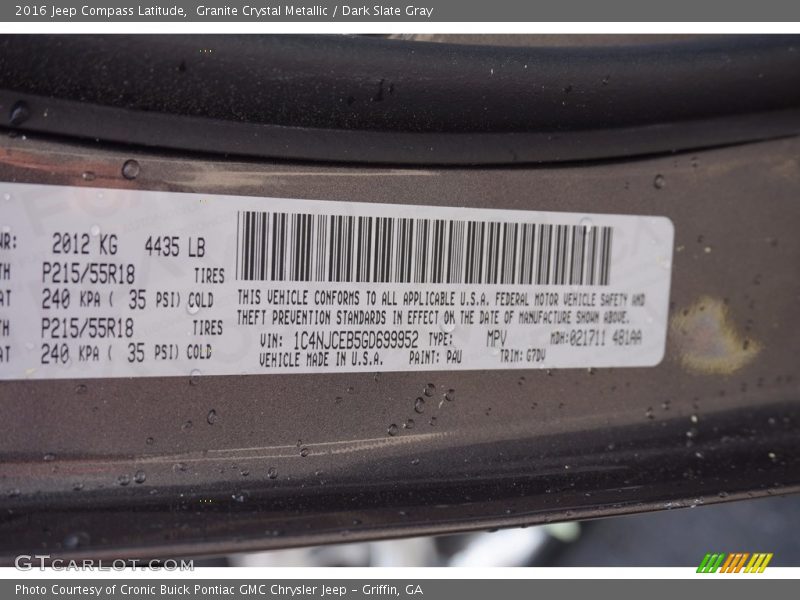 2016 Jeep Compass Latitude,  Granite Crystal Metallic / Dark Slate Gray
WR: 2012 KG 4435 LB
TH P215/55R18 TIRES
AT 240 KPA ( 35 PSI) COLD
TH P215/55R18 TIRES
AT 240 KPA ( 35 PSI) COLD
THIS VEHICLE CONFORMS TO ALL APPLICABLE U.S.A. FEDERAL MOTOR VEHICLE SAFETY AND
THEFT PREVENTION STANDARDS IN EFFECT ON THE DATE OF MANUFACTURE SHOWN ABOVE.
VIN: 1C4NJCEB5GD699952 TYPE: MPV MDH:021711 481AA
VEHICLE MADE IN U.S.A. PAINT: PAU TRIM: G7DV
GTCarLot.com
Photo Courtesy of Cronic Buick Pontiac GMC Chrysler Jeep - Griffin, GA